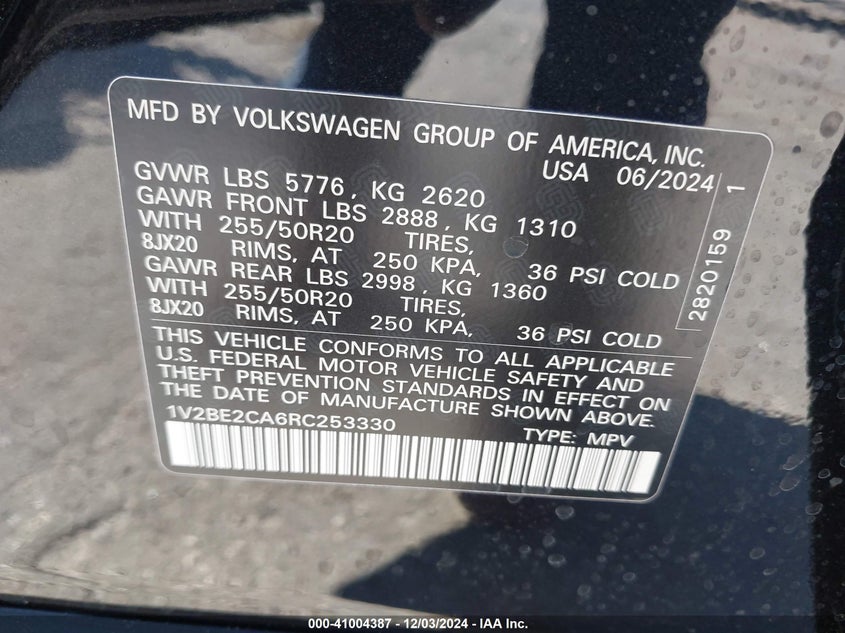 MFD BY VOLKSWAGEN GROUP OF AMERICA, INC.
USA 06/2024
GVWR LBS 5776, KG 2620
GAWR FRONT LBS 2888, KG 1310
WITH 255/50R20 TIRES,
8JX20 RIMS, AT 250 KPA, 36 PSI COLD
GAWR REAR LBS 2998, KG 1360
WITH 255/50R20 TIRES,
8JX20 RIMS, AT 250 KPA, 36 PSI COLD
2820159 1
THIS VEHICLE CONFORMS TO ALL APPLICABLE
U.S. FEDERAL MOTOR VEHICLE SAFETY AND
THEFT PREVENTION STANDARDS IN EFFECT ON
THE DATE OF MANUFACTURE SHOWN ABOVE.
1V2BE2CA6RC253330 TYPE: MPV
000-41004387 - 12/03/2024 - IAA Inc.